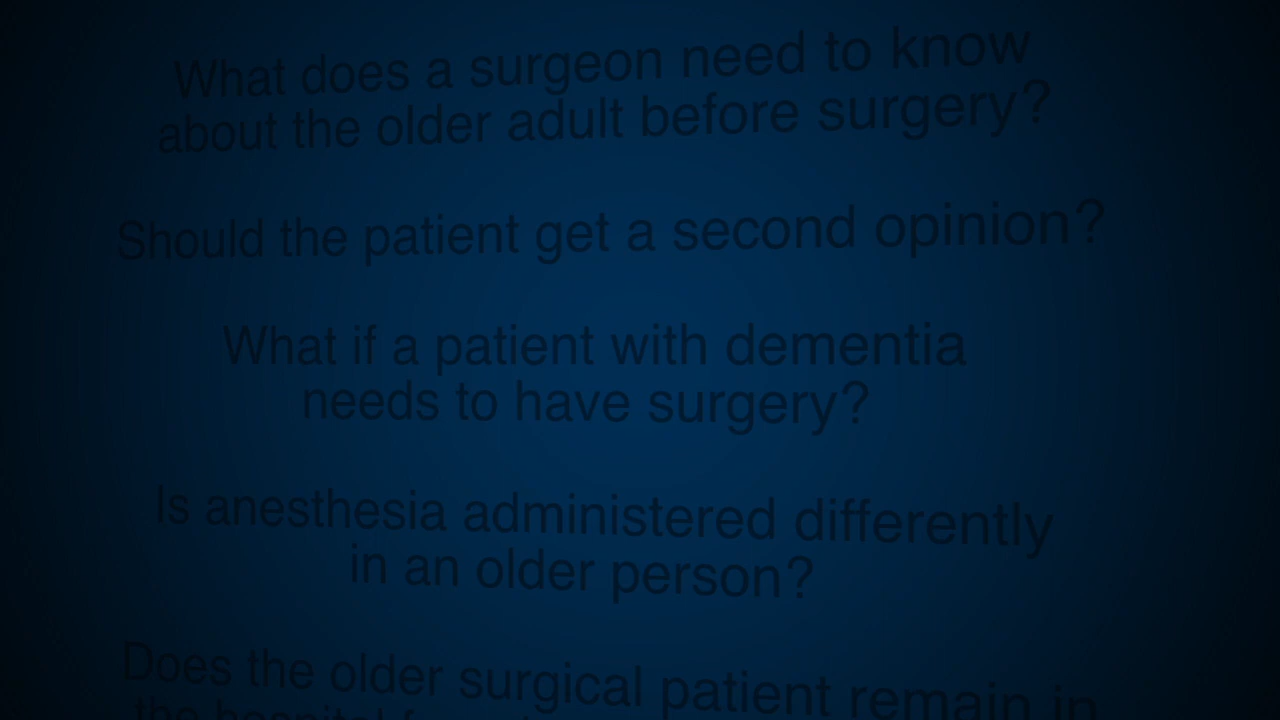 What does a surgeon need to know
about the older adult before surgery?
Should the patient get a second opinion?
What if a patient with dementia
needs to have surgery?
Is anesthesia administered differently
in an older person?
Does the older surgical patient remain in
the hospital